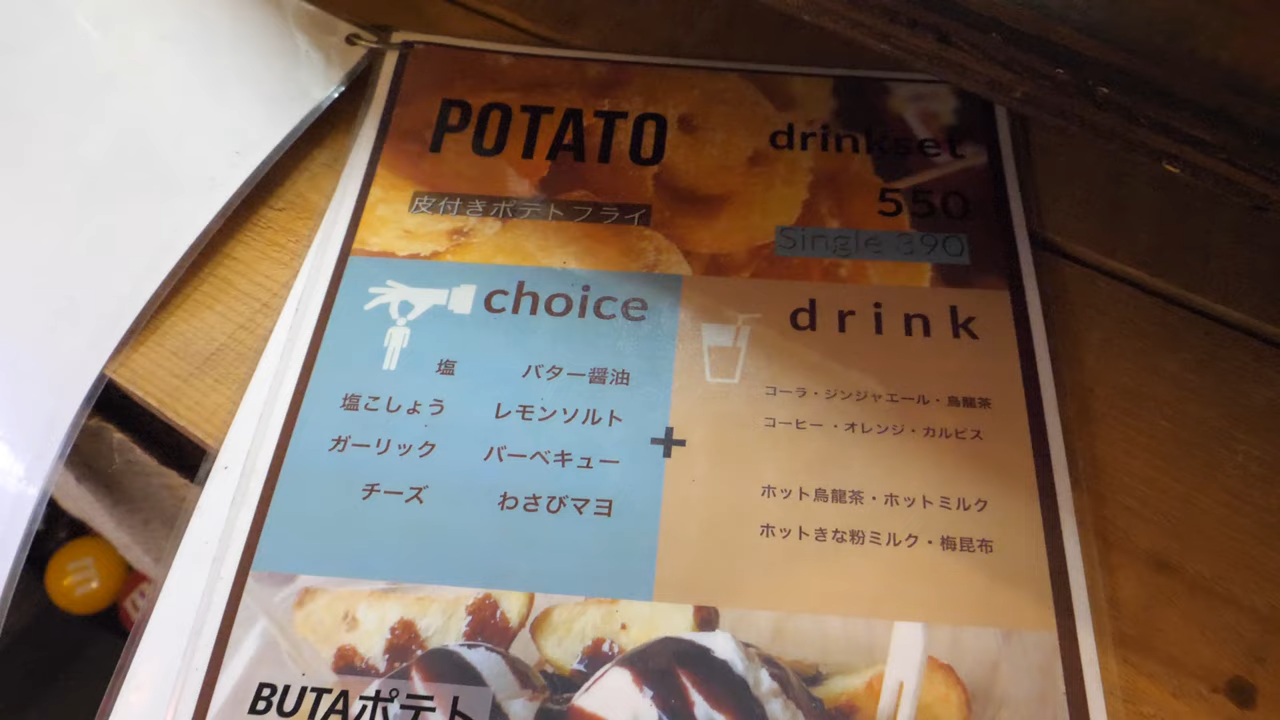 POTATO
皮付きポテトフライ
drinkset
550
Single 390
choice
塩 バター醤油
塩こしょう レモンソルト
ガーリック バーベキュー
チーズ わさびマヨ
+
drink
コーラ・ジンジャエール・烏龍茶
コーヒー・オレンジ・カルピス
ホット烏龍茶・ホットミルク
ホットきな粉ミルク・梅昆布
BUTAポテト
m
m